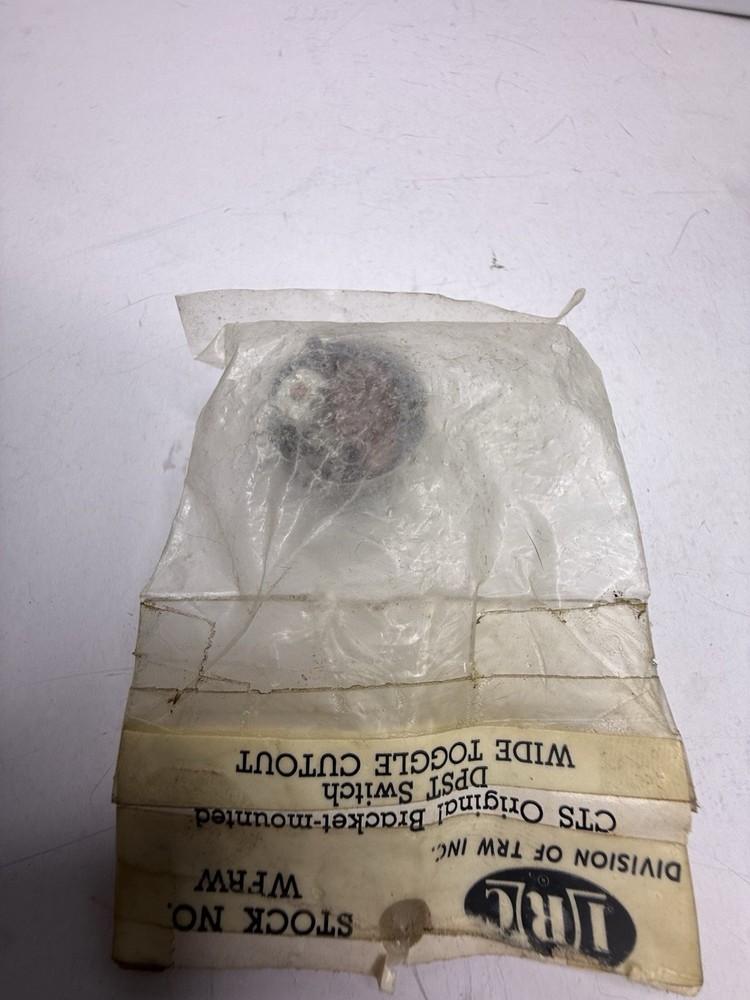 IRC
STOCK NO.
WFRW
DIVISION OF TRW INC.
CTS Original Bracket-mounted
DPST Switch
WIDE TOGGLE CUTOUT